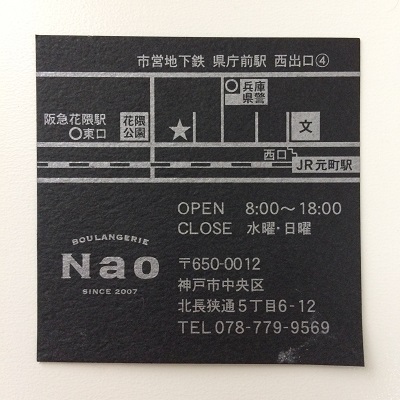 市営地下鉄 県庁前駅 西出口④
兵庫県警
阪急花隈駅
○東口
花隈公園
文
西口
JR元町駅
OPEN 8:00〜18:00
CLOSE 水曜・日曜
BOULANGERIE
Nao
SINCE 2007
〒650-0012
神戸市中央区
北長狭通5丁目6-12
TEL 078-779-9569